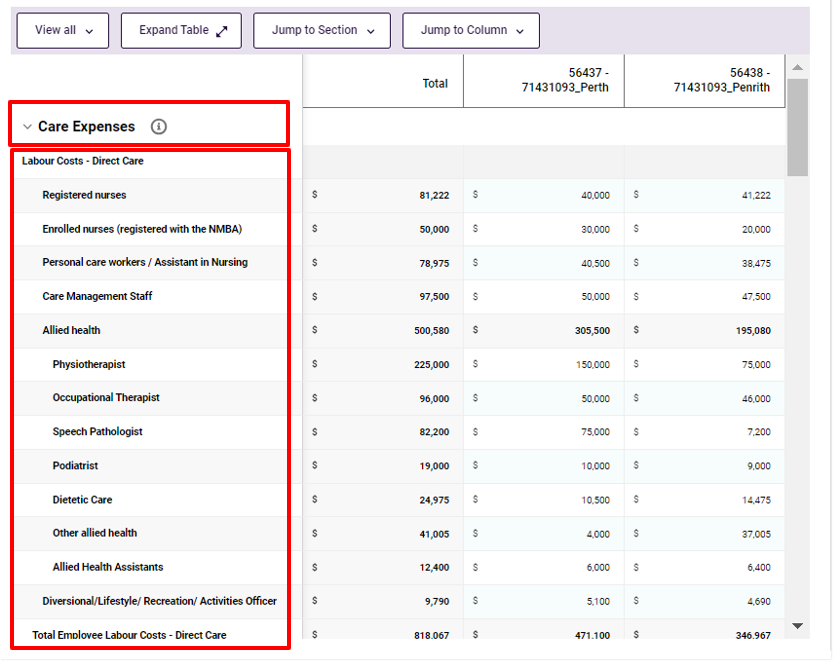 View all Expand Table Jump to Section Jump to Column
Total 56437 - 71431093_Perth 56438 - 71431093_Penrith
Care Expenses
Labour Costs - Direct Care
Registered nurses $ 81,222 $ 40,000 $ 41,222
Enrolled nurses (registered with the NMBA) $ 50,000 $ 30,000 $ 20,000
Personal care workers / Assistant in Nursing $ 78,975 $ 40,500 $ 38,475
Care Management Staff $ 97,500 $ 50,000 $ 47,500
Allied health $ 500,580 $ 305,500 $ 195,080
Physiotherapist $ 225,000 $ 150,000 $ 75,000
Occupational Therapist $ 96,000 $ 50,000 $ 46,000
Speech Pathologist $ 82,200 $ 75,000 $ 7,200
Podiatrist $ 19,000 $ 10,000 $ 9,000
Dietetic Care $ 24,975 $ 10,500 $ 14,475
Other allied health $ 41,005 $ 4,000 $ 37,005
Allied Health Assistants $ 12,400 $ 6,000 $ 6,400
Diversional/Lifestyle/ Recreation/ Activities Officer $ 9,790 $ 5,100 $ 4,690
Total Employee Labour Costs - Direct Care $ 818,067 $ 471,100 $ 346,967